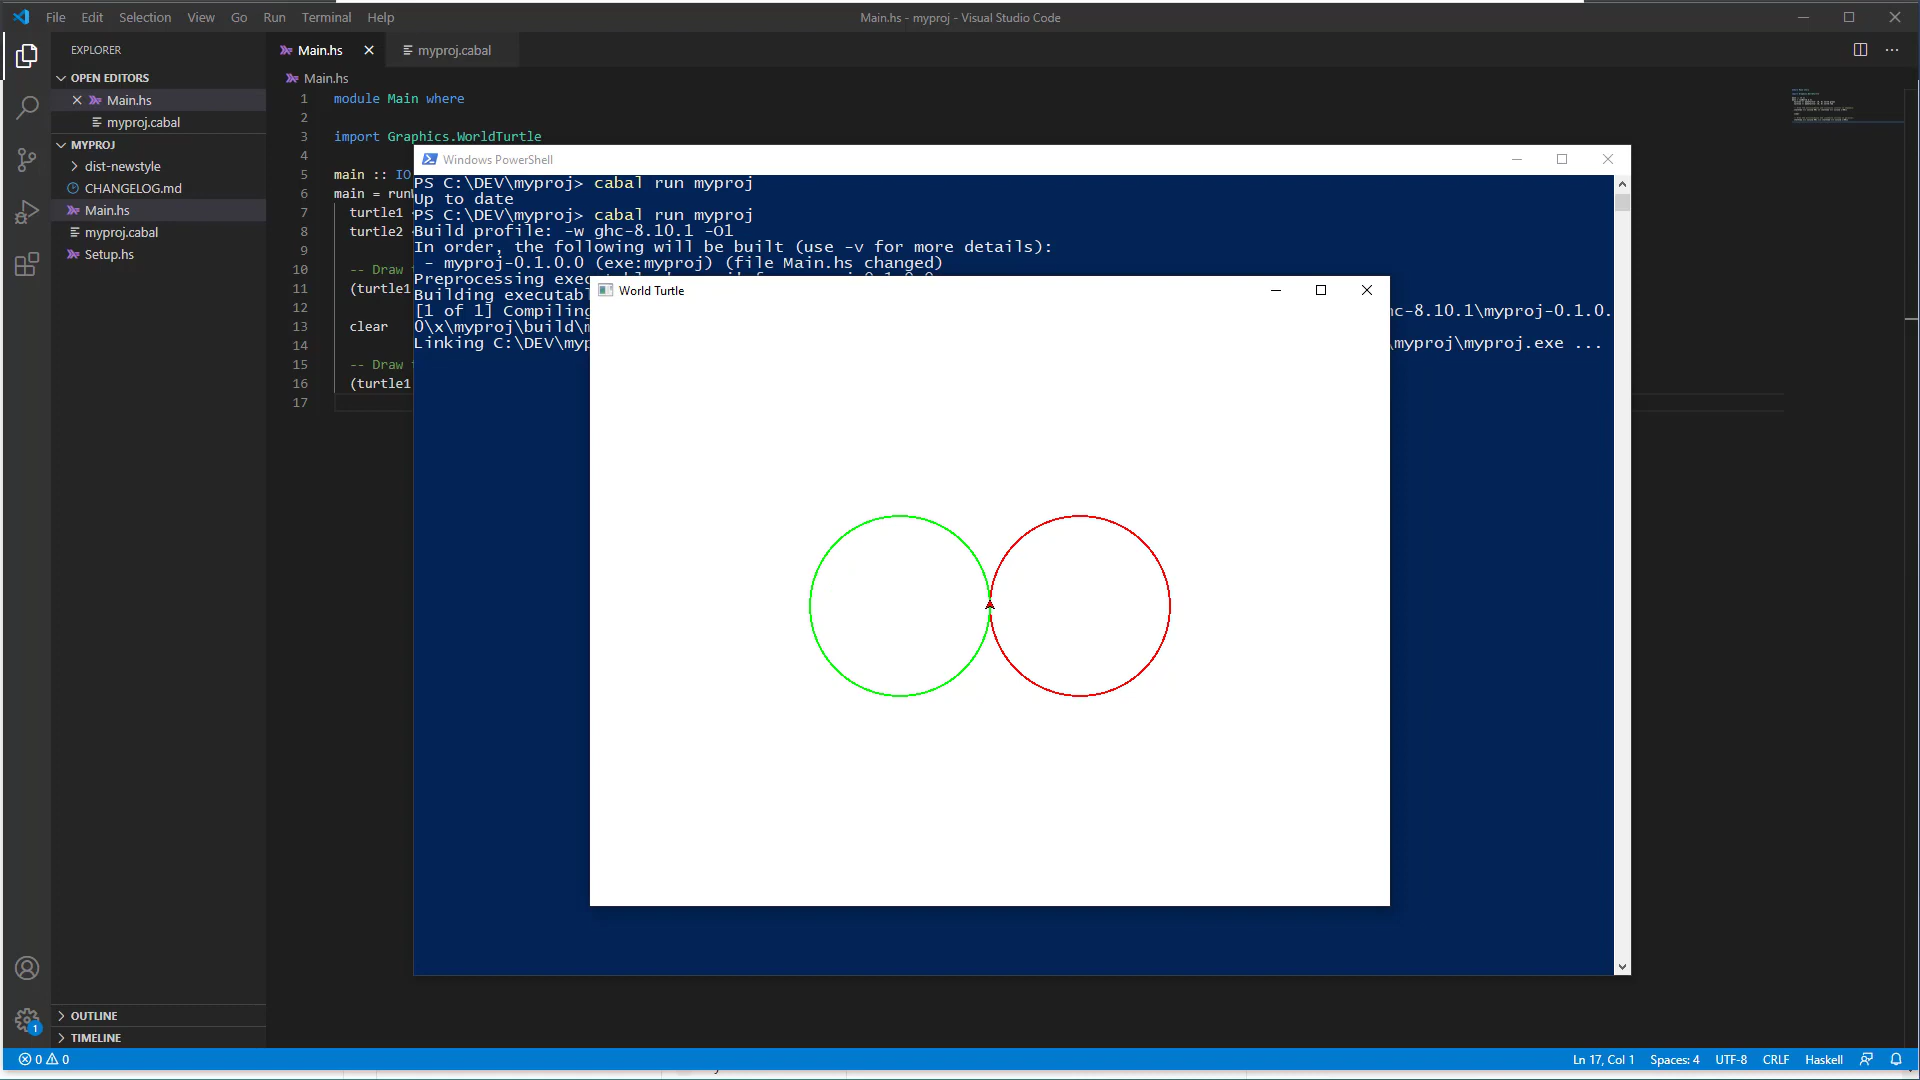 File Edit Selection View Go Run Terminal Help
Main.hs - myproj - Visual Studio Code
EXPLORER
OPEN EDITORS
Main.hs
myproj.cabal
MYPROJ
dist-newstyle
CHANGELOG.md
Main.hs
myproj.cabal
Setup.hs
OUTLINE
TIMELINE
Main.hs
myproj.cabal
Main.hs
1 module Main where
2
3 import Graphics.WorldTurtle
4
5 main :: IO
6 main = run
7 turtle1
8 turtle2
9
10 -- Draw
11 (turtle1
12
13 clear
14
15 -- Draw
16 (turtle1
17
Windows PowerShell
PS C:\DEV\myproj> cabal run myproj
Up to date
PS C:\DEV\myproj> cabal run myproj
Build profile: -w ghc-8.10.1 -O1
In order, the following will be built (use -v for more details):
- myproj-0.1.0.0 (exe:myproj) (file Main.hs changed)
Preprocessing exec
Building executabl
[1 of 1] Compiling hc-8.10.1\myproj-0.1.0.
0\x\myproj\build\m
Linking C:\DEV\myp \myproj\myproj.exe ...
World Turtle
0 0
1
Ln 17, Col 1 Spaces: 4 UTF-8 CRLF Haskell